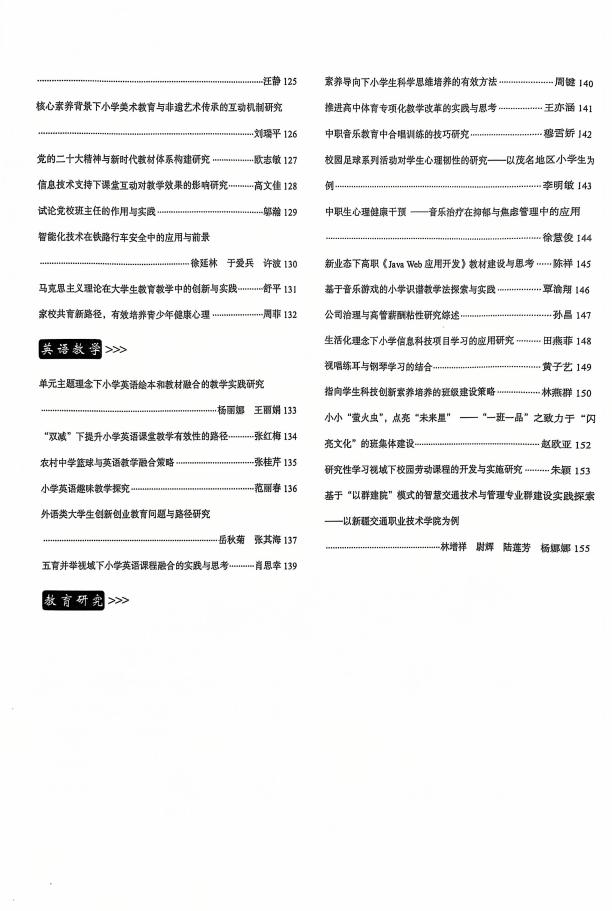 ……………………………………………………………汪静 125
核心素养背景下小学美术教育与非遗艺术传承的互动机制研究
…………………………………………………………刘瑞平 126
党的二十大精神与新时代教材体系构建研究 …………欧志敏 127
信息技术支持下课堂互动对教学效果的影响研究………高文佳 128
试论党校班主任的作用与实践……………………………邬瀚 129
智能化技术在铁路行车安全中的应用与前景
…………………………………………徐延林 于爱兵 许波 130
马克思主义理论在大学生教育教学中的创新与实践………舒平 131
家校共育新路径,有效培养青少年健康心理 ……………周菲 132
英语教学>>>
单元主题理念下小学英语绘本和教材融合的教学实践研究
………………………………………………杨丽娜 王丽娟 133
“双减”下提升小学英语课堂教学有效性的路径…………张红梅 134
农村中学篮球与英语教学融合策略………………………张桂芹 135
小学英语趣味教学探究……………………………………范丽春 136
外语类大学生创新创业教育问题与路径研究
………………………………………………岳秋菊 张其海 137
五育并举视域下小学英语课程融合的实践与思考………肖思幸 139
教育研究>>>
素养导向下小学生科学思维培养的有效方法 ………………周键 140
推进高中体育专项化教学改革的实践与思考……………王亦涵 141
中职音乐教育中合唱训练的技巧研究……………………穆雪娇 142
校园足球系列活动对学生心理韧性的研究——以茂名地区小学生为
例………………………………………………………李明敏 143
中职生心理健康干预 ——音乐治疗在抑郁与焦虑管理中的应用
…………………………………………………………徐慧俊 144
新业态下高职《Java Web 应用开发》教材建设与思考……陈祥 145
基于音乐游戏的小学识谱教学法探索与实践……………覃渝翔 146
公司治理与高管薪酬粘性研究综述…………………………孙昌 147
生活化理念下小学信息科技项目学习的应用研究………田燕菲 148
视唱练耳与钢琴学习的结合………………………………黄子艺 149
指向学生科技创新素养培养的班级建设策略……………林燕群 150
小小“萤火虫”,点亮“未来星” ——“一班一品”之致力于“闪
亮文化”的班集体建设……………………………………赵欧亚 152
研究性学习视域下校园劳动课程的开发与实施研究………朱颖 153
基于“以群建院”模式的智慧交通技术与管理专业群建设实践探索
——以新疆交通职业技术学院为例
………………………………林增祥 尉辉 陆莲芳 杨娜娜 155